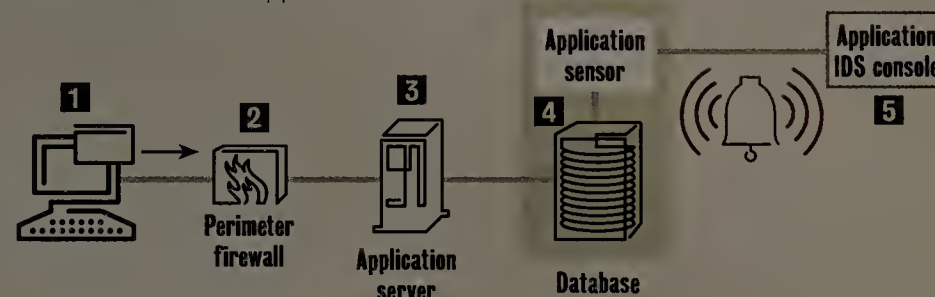 1
2
Perimeter
firewall
3
Application
server
4
Application
sensor
Database
Application
IDS console
5